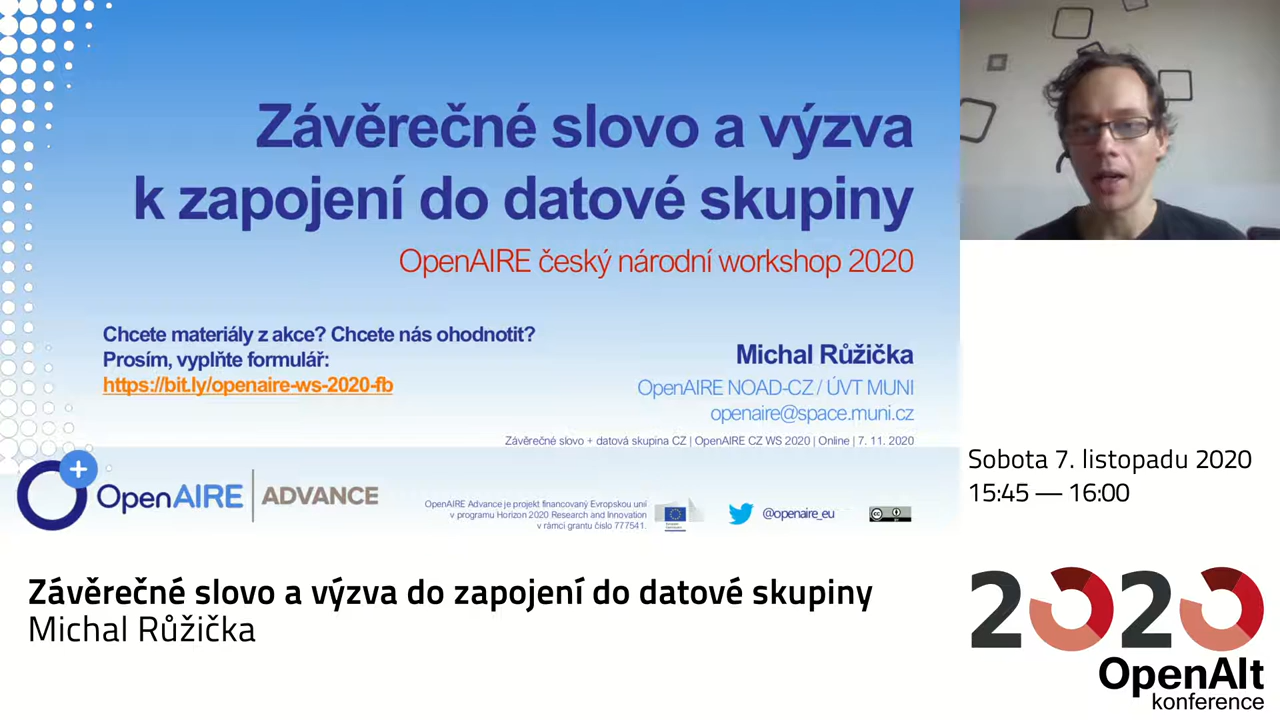 Závěrečné slovo a výzva
k zapojení do datové skupiny
OpenAIRE český národní workshop 2020
Chcete materiály z akce? Chcete nás ohodnotit?
Prosím, vyplňte formulář:
https://bit.ly/openaire-ws-2020-fb
Michal Růžička
OpenAIRE NOAD-CZ / ÚVT MUNI
openaire@space.muni.cz
Závěrečné slovo + datová skupina CZ | OpenAIRE CZ WS 2020 | Online | 7. 11. 2020
OpenAIRE ADVANCE
OpenAIRE Advance je projekt financovaný Evropskou unií
v programu Horizon 2020 Research and Innovation
v rámci grantu číslo 777541.
@openaire_eu
Sobota 7. listopadu 2020
15:45 — 16:00
Závěrečné slovo a výzva do zapojení do datové skupiny
Michal Růžička
2020
OpenAlt
konference